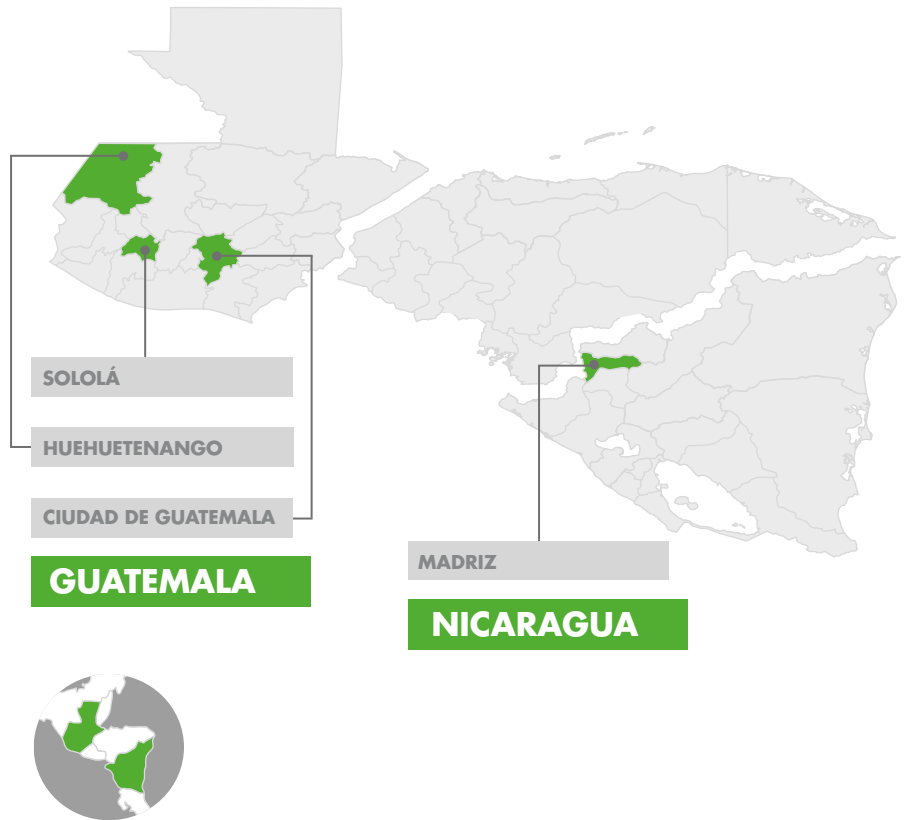 SOLOLÁ
HUEHUETENANGO
CIUDAD DE GUATEMALA
GUATEMALA
MADRIZ
NICARAGUA